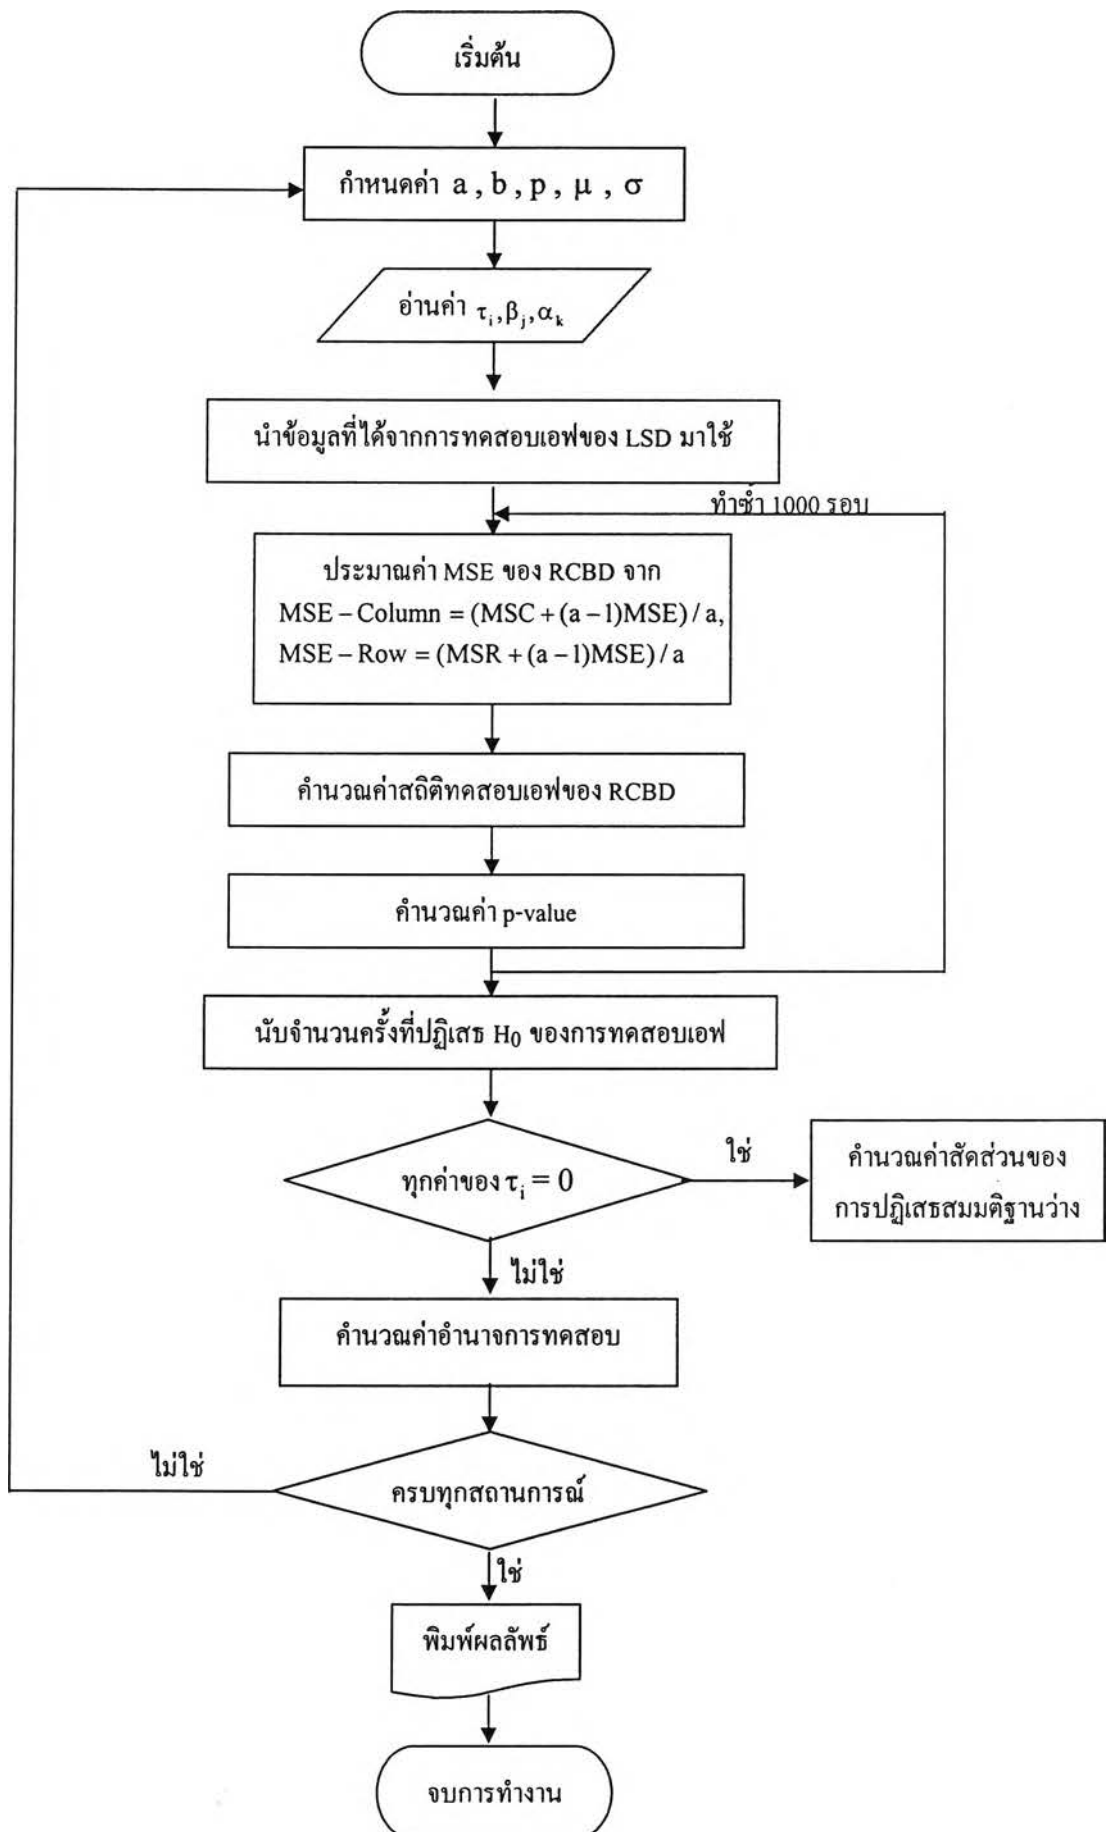 เริ่มต้น
กำหนดค่า a , b , p , μ , σ
อ่านค่า τᵢ,βⱼ,αₖ
นำข้อมูลที่ได้จากการทดสอบเอฟของ LSD มาใช้
ทำซ้ำ 1000 รอบ
ประมาณค่า MSE ของ RCBD จาก
MSE – Column = (MSC + (a – 1)MSE) / a,
MSE – Row = (MSR + (a – 1)MSE) / a
คำนวณค่าสถิติทดสอบเอฟของ RCBD
คำนวณค่า p-value
นับจำนวนครั้งที่ปฏิเสธ H₀ ของการทดสอบเอฟ
ทุกค่าของ τᵢ = 0
ใช่
คำนวณค่าสัดส่วนของ
การปฏิเสธสมมติฐานว่าง
ไม่ใช่
คำนวณค่าอำนาจการทดสอบ
ไม่ใช่
ครบทุกสถานการณ์
ใช่
พิมพ์ผลลัพธ์
จบการทำงาน